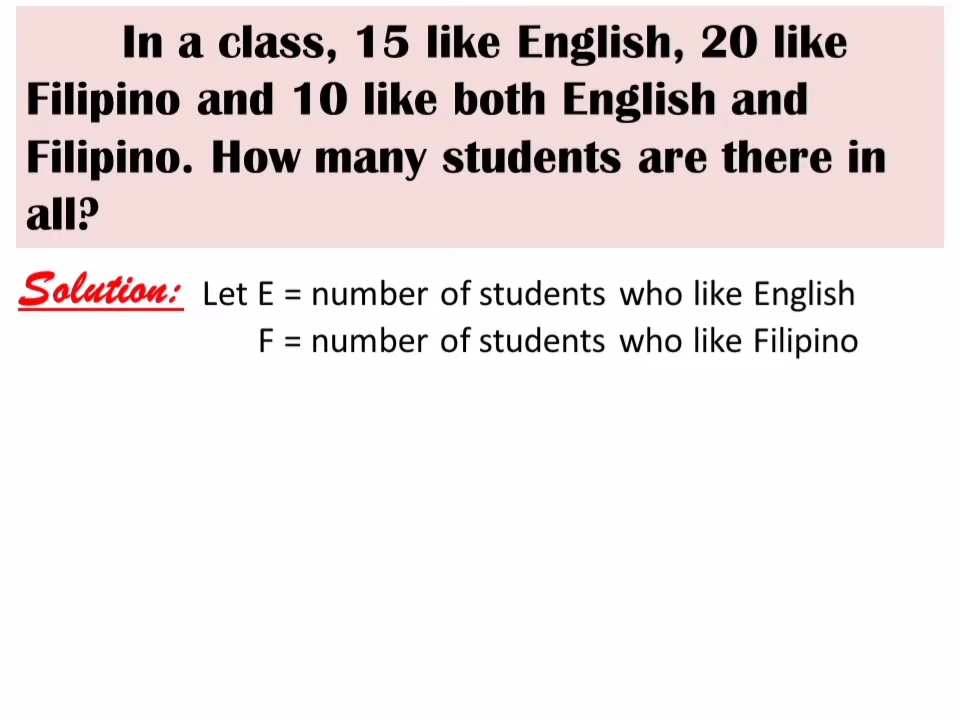 In a class, 15 like English, 20 like
Filipino and 10 like both English and
Filipino. How many students are there in
all?
Solution: Let E = number of students who like English
F = number of students who like Filipino